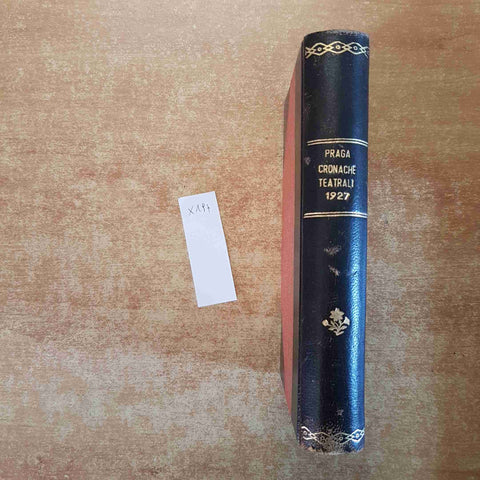 PRAGA
CRONACHE
TEATRALI
1927